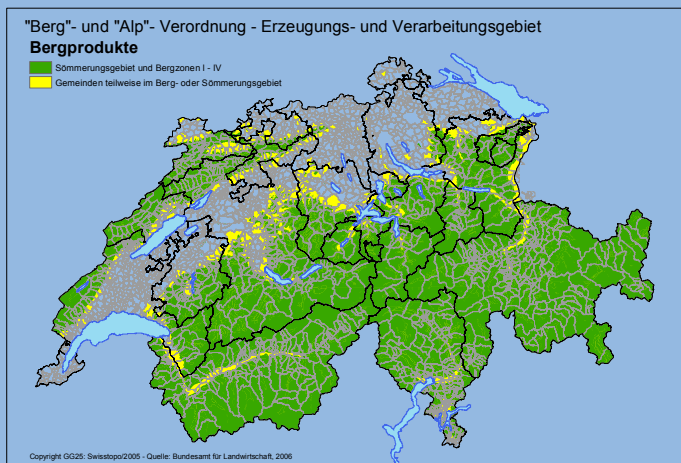 "Berg"- und "Alp"- Verordnung - Erzeugungs- und Verarbeitungsgebiet
Bergprodukte
Sömmerungsgebiet und Bergzonen I - IV
Gemeinden teilweise im Berg- oder Sömmerungsgebiet
Copyright GG25: Swisstopo/2005 - Quelle: Bundesamt für Landwirtschaft, 2006